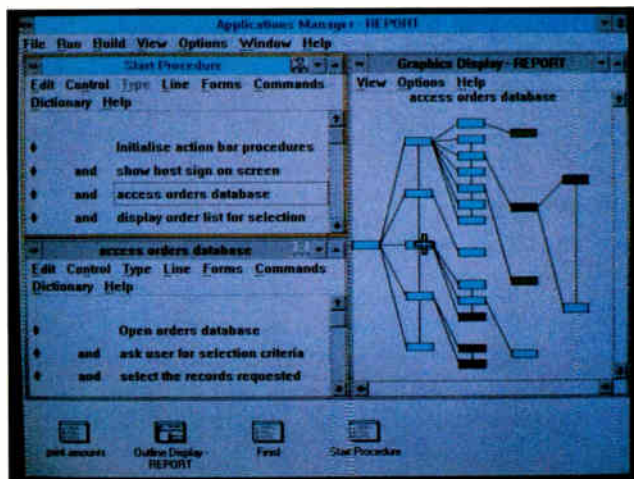 Applications Manager - REPORT
File Run Build View Options Window Help
Start Procedure
Edit Control Type Line Forms Commands
Dictionary Help
Initialise action bar procedures
and show host sign on screen
and access orders database
and display order list for selection
access orders database
Edit Control Type Line Forms Commands
Dictionary Help
Open orders database
and ask user for selection criteria
and select the records requested
Graphics Display - REPORT
View Options Help
access orders database
print amounts
Outline Display -
REPORT
Start Procedure